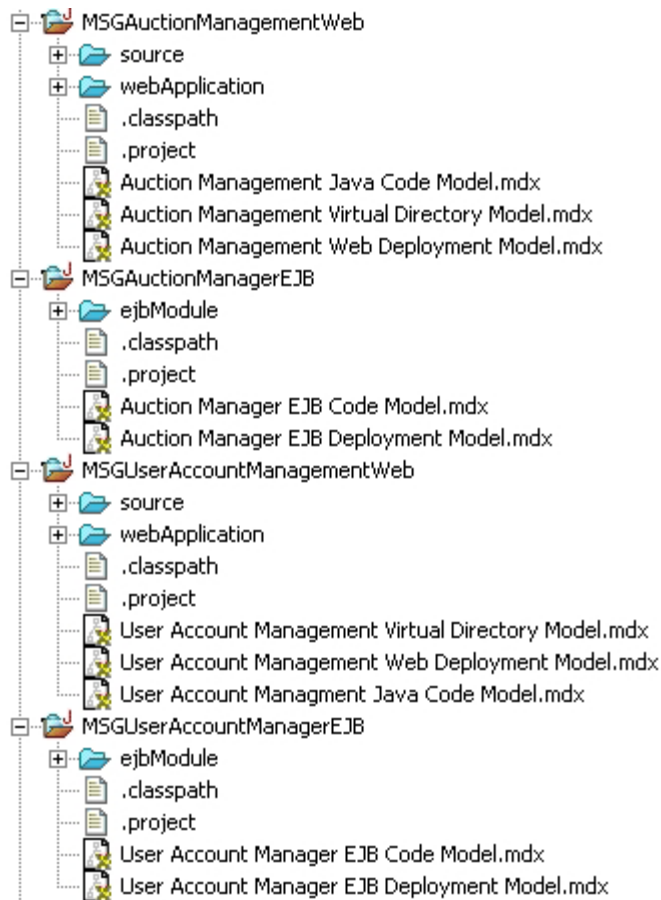 MSGAuctionManagementWeb
source
webApplication
.classpath
.project
Auction Management Java Code Model.mdx
Auction Management Virtual Directory Model.mdx
Auction Management Web Deployment Model.mdx
MSGAuctionManagerEJB
ejbModule
.classpath
.project
Auction Manager EJB Code Model.mdx
Auction Manager EJB Deployment Model.mdx
MSGUserAccountManagementWeb
source
webApplication
.classpath
.project
User Account Management Virtual Directory Model.mdx
User Account Management Web Deployment Model.mdx
User Account Managment Java Code Model.mdx
MSGUserAccountManagerEJB
ejbModule
.classpath
.project
User Account Manager EJB Code Model.mdx
User Account Manager EJB Deployment Model.mdx